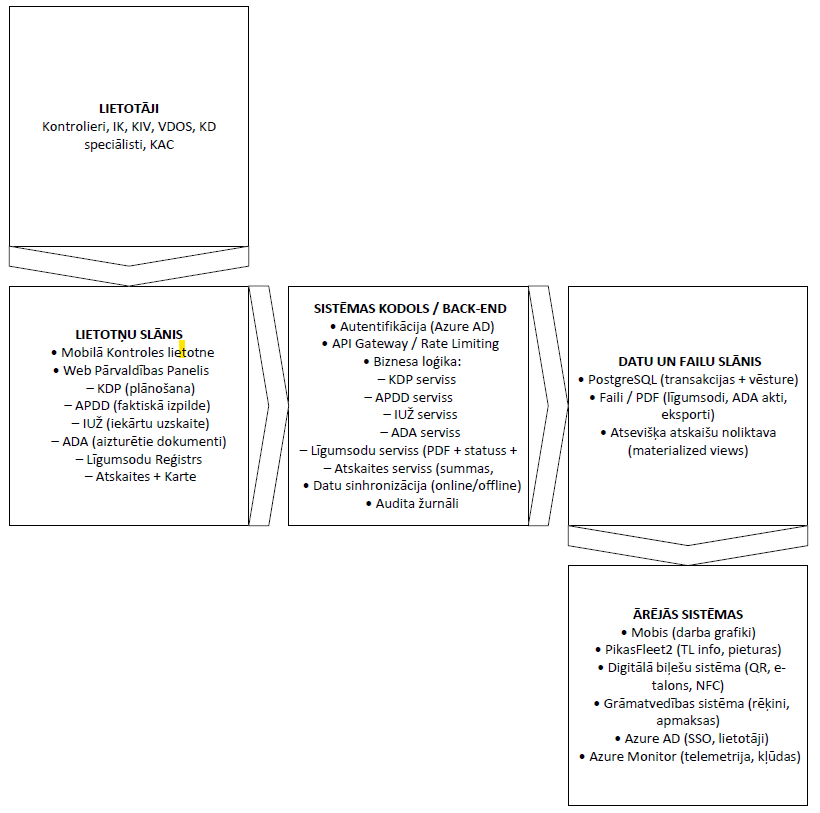 LIETOTĀJI
Kontrolieri, IK, KIV, VDOS, KD
speciālisti, KAC
LIETOTŅU SLĀNIS
• Mobilā Kontroles lietotne
• Web Pārvaldības Panelis
– KDP (plānošana)
– APDD (faktiskā izpilde)
– IUŽ (iekārtu uzskaite)
– ADA (aizturētie dokumenti)
– Līgumsodu Reģistrs
– Atskaites + Karte
SISTĒMAS KODOLS / BACK-END
• Autentifikācija (Azure AD)
• API Gateway / Rate Limiting
• Biznesa loģika:
– KDP serviss
– APDD serviss
– IUŽ serviss
– ADA serviss
– Līgumsodu serviss (PDF + statuss +
– Atskaites serviss (summas,
• Datu sinhronizācija (online/offline)
• Audita žurnāli
DATU UN FAILU SLĀNIS
• PostgreSQL (transakcijas + vēsture)
• Faili / PDF (līgumsodi, ADA akti,
eksporti)
• Atsevišķa atskaišu noliktava
(materialized views)
ĀRĒJĀS SISTĒMAS
• Mobis (darba grafiki)
• PikasFleet2 (TL info, pieturas)
• Digitālā biļešu sistēma (QR, e-
talons, NFC)
• Grāmatvedības sistēma (rēķini,
apmaksas)
• Azure AD (SSO, lietotāji)
• Azure Monitor (telemetrija, kļūdas)